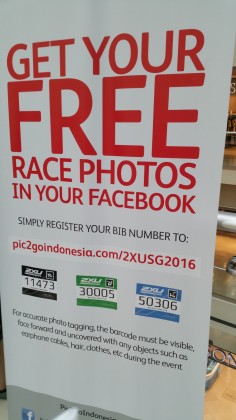 GET YOUR
FREE
RACE PHOTOS
IN YOUR FACEBOOK
SIMPLY REGISTER YOUR BIB NUMBER TO:
pic2goindonesia.com/2XUSG2016
2XU 2XU 2XU
11473 30005 50306
For accurate photo tagging, the barcode must be visible,
face forward and uncovered with any objects such as
earphone cables, hair, clothes, etc during the event